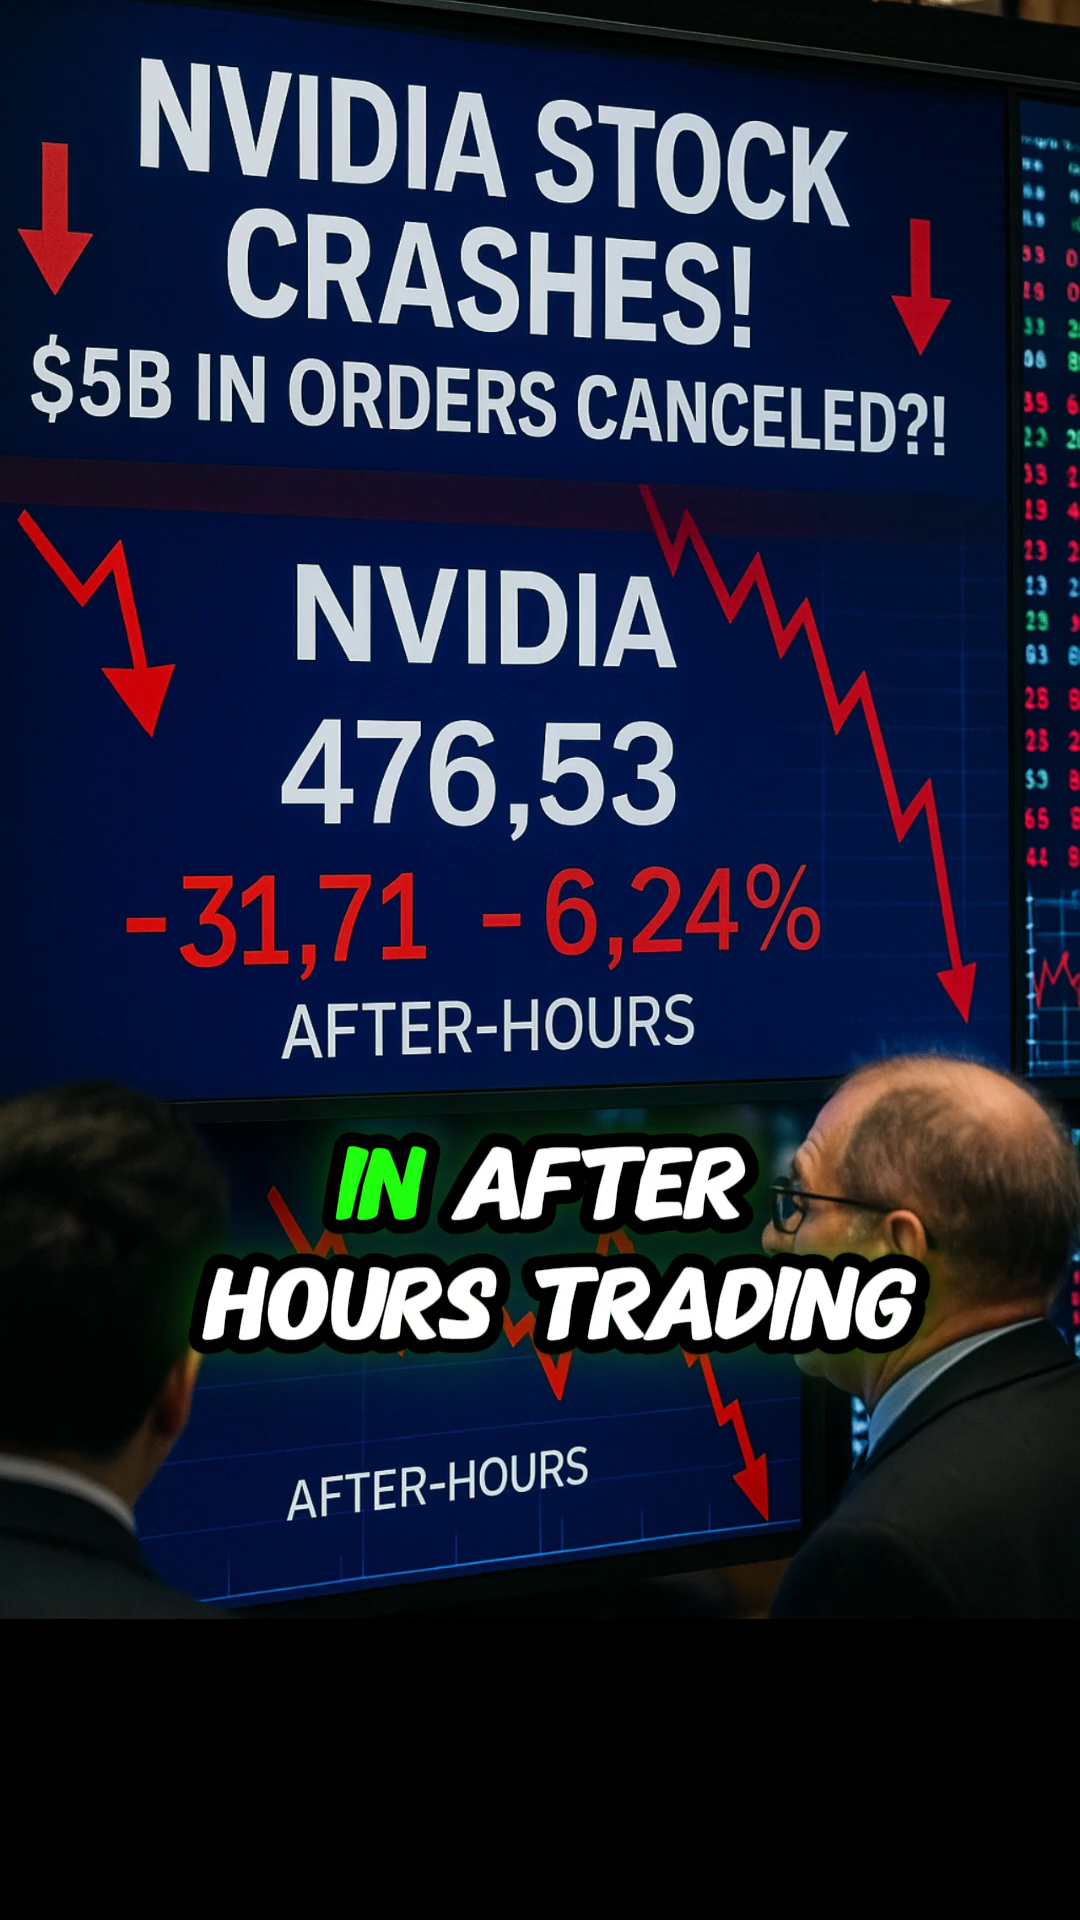 NVIDIA STOCK
CRASHES!
$5B IN ORDERS CANCELED?!
NVIDIA
476,53
-31,71 -6,24%
AFTER-HOURS
IN AFTER
HOURS TRADING
AFTER-HOURS